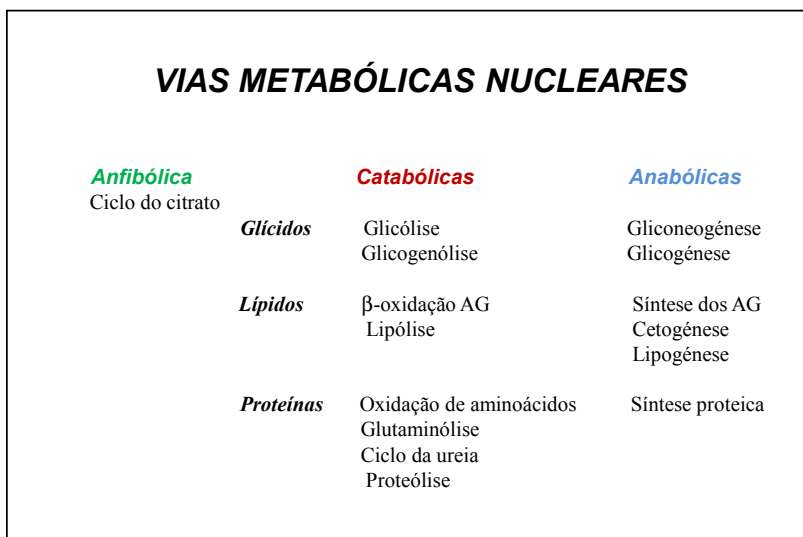 VIAS METABÓLICAS NUCLEARES
Anfibólica Catabólicas Anabólicas
Ciclo do citrato
Glícidos Glicólise Gliconeogénese
Glicogenólise Glicogénese
Lípidos β-oxidação AG Síntese dos AG
Lipólise Cetogénese
Lipogénese
Proteínas Oxidação de aminoácidos Síntese proteica
Glutaminólise
Ciclo da ureia
Proteólise